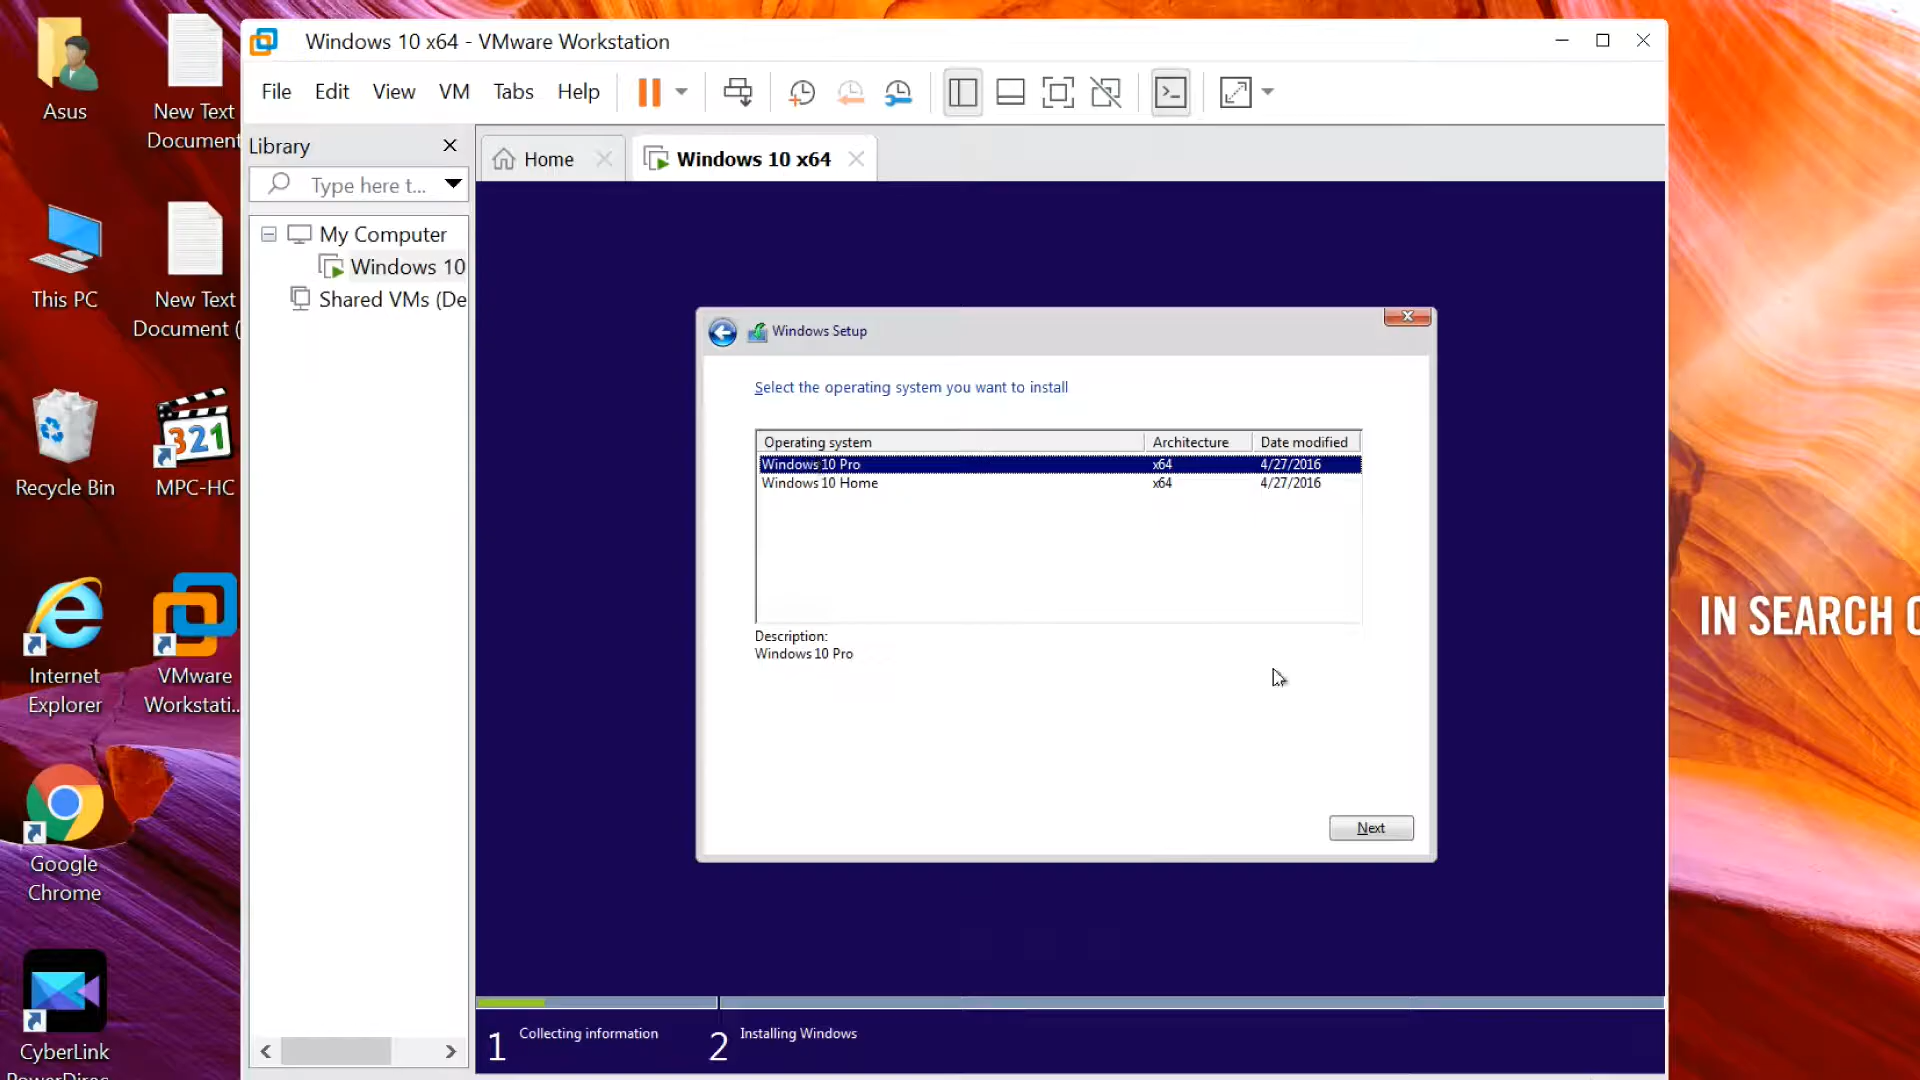 Asus
New Text
Document
This PC
New Text
Document (
Recycle Bin
MPC-HC
Internet
Explorer
VMware
Workstati...
Google
Chrome
CyberLink
Windows 10 x64 - VMware Workstation
File Edit View VM Tabs Help
Library
Type here t...
My Computer
Windows 10
Shared VMs (De
Home
Windows 10 x64
Windows Setup
Select the operating system you want to install
Operating system Architecture Date modified
Windows 10 Pro x64 4/27/2016
Windows 10 Home x64 4/27/2016
Description:
Windows 10 Pro
Next
1 Collecting information
2 Installing Windows
IN SEARCH
321